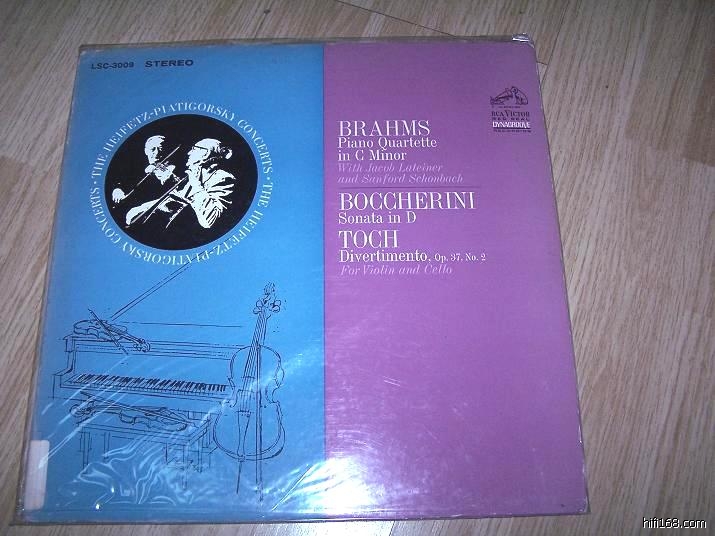 LSC-3009 STEREO
THE HEIFETZ-PIATIGORSKY CONCERTS • THE HEIFETZ-PIATIGORSKY CONCERTS •
RCA VICTOR
RED SEAL
DYNAGROOVE
BRAHMS
Piano Quartette
in C Minor
With Jacob Lateiner
and Sanford Schonbach
BOCCHERINI
Sonata in D
TOCH
Divertimento, Op. 37, No. 2
For Violin and Cello
hifi168.com